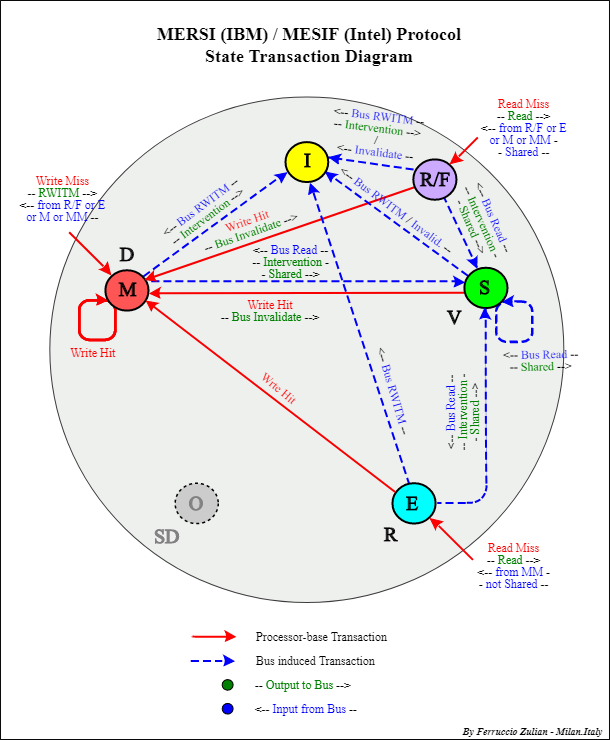 MERSI (IBM) / MESIF (Intel) Protocol
State Transaction Diagram
<-- Bus RWITM --
-- Intervention -->
/
<-- Invalidate --
Read Miss
-- Read -->
<-- from R/F or E
or M or MM -
- Shared --
I
R/F
Write Miss
-- RWITM -->
<-- from R/F or E
or M or MM --
<-- Bus RWITM --
-- Intervention -->
Write Hit
-- Bus Invalidate -->
<-- Bus RWITM / Invalid. --
<-- Bus Read --
- Intervention -
- Shared -->
D
M
<-- Bus Read --
-- Intervention -
- Shared -->
S
V
Write Hit
-- Bus Invalidate -->
Write Hit
<-- Bus Read --
-- Shared -->
Wrie Hit
<-- Bus RWITM --
<-- Bus Read --
-- Intervention -
- Shared -->
O
SD
E
R
Read Miss
-- Read -->
<-- from MM -
- not Shared --
Processor-base Transaction
Bus induced Transaction
-- Output to Bus -->
<-- Input from Bus --
By Ferruccio Zulian - Milan.Italy